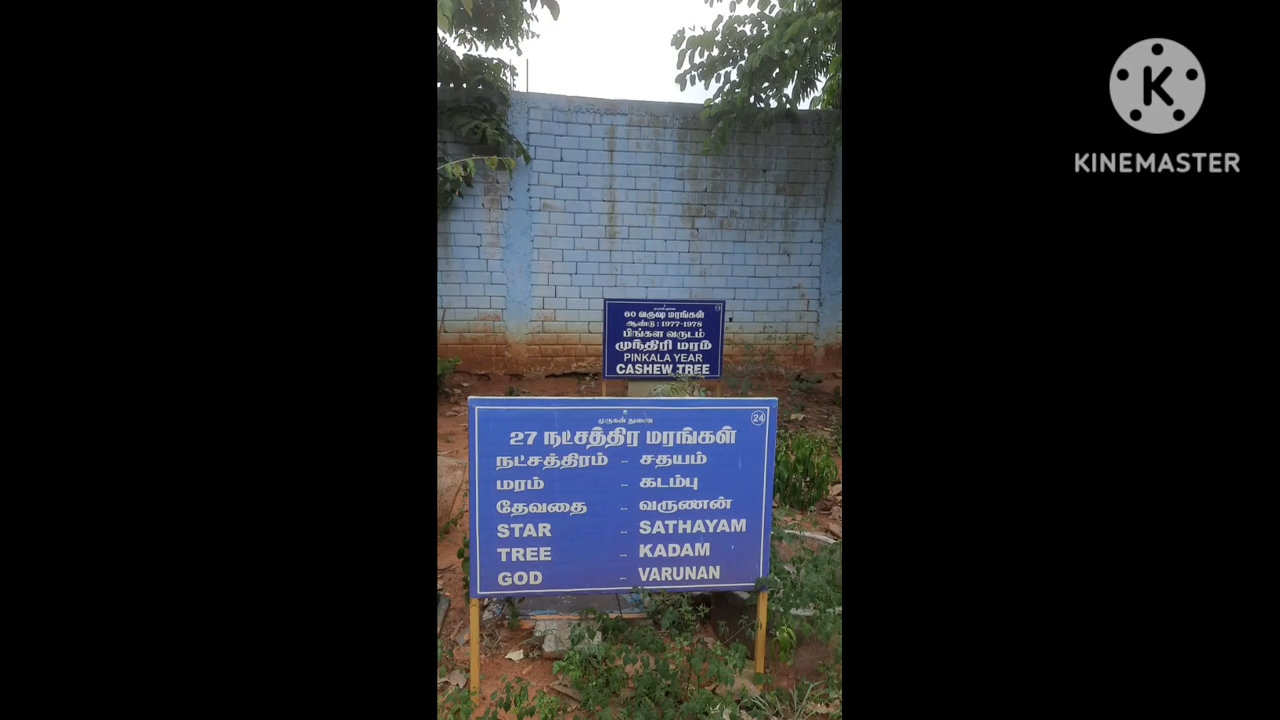 KINEMASTER
60 வருஷ மரங்கள்
ஆண்டு : 1977-1978
பிங்கள வருடம்
முந்திரி மரம்
PINKALA YEAR
CASHEW TREE
முருகன் துணை
24
27 நட்சத்திர மரங்கள்
நட்சத்திரம் - சதயம்
மரம் - கடம்பு
தேவதை - வருணன்
STAR - SATHAYAM
TREE - KADAM
GOD - VARUNAN